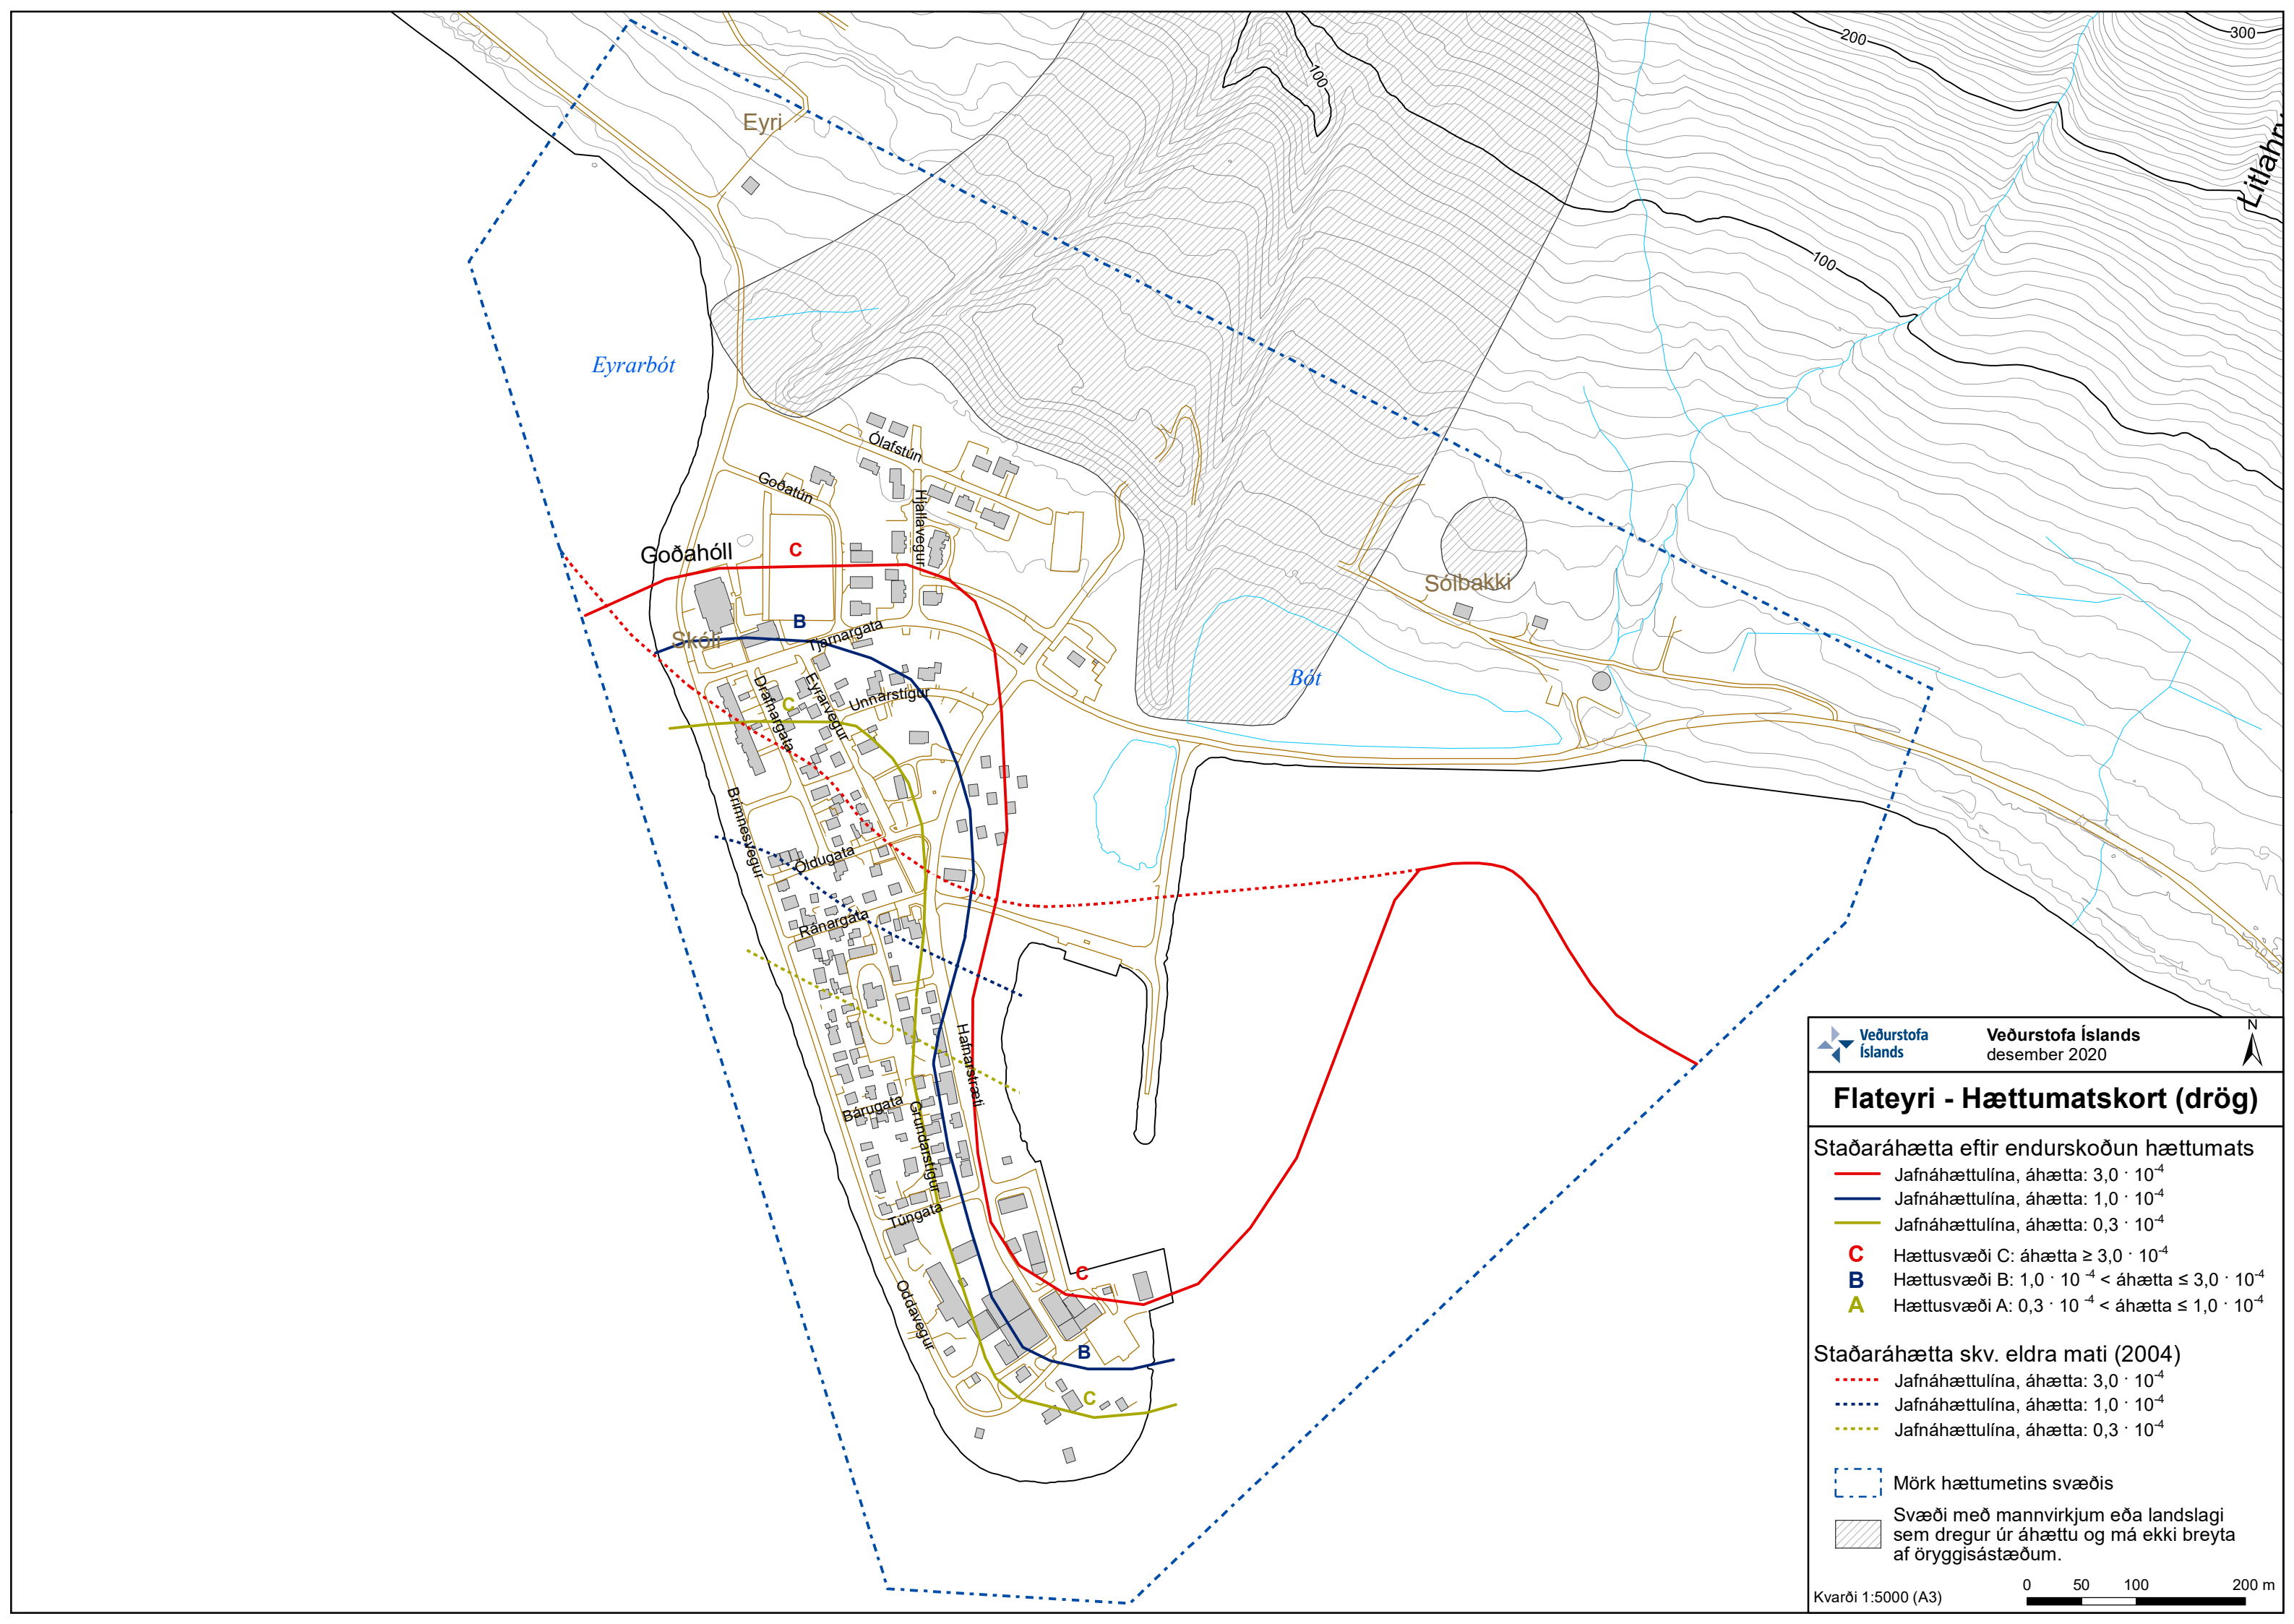 200
300
100
Eyri
Litlahry
100
Eyrarbót
Ólafstún
Goðatún
Hjallavegur
Goðahóll
C
Sólbakki
B
Skóli
Tjarnargata
Bót
Drafnargata
Eyrarvegur
Unnarstígur
C
Brimnesvegur
Öldugata
Ránargata
Hafnarstræti
Bárugata
Grundarstígur
Túngata
C
Oddavegur
B
C
Veðurstofa
Íslands
Veðurstofa Íslands
desember 2020
N
Flateyri - Hættumatskort (drög)
Staðaráhætta eftir endurskoðun hættumats
Jafnáhættulína, áhætta: 3,0 · 10⁻⁴
Jafnáhættulína, áhætta: 1,0 · 10⁻⁴
Jafnáhættulína, áhætta: 0,3 · 10⁻⁴
C Hættusvæði C: áhætta ≥ 3,0 · 10⁻⁴
B Hættusvæði B: 1,0 · 10 ⁻⁴ < áhætta ≤ 3,0 · 10⁻⁴
A Hættusvæði A: 0,3 · 10 ⁻⁴ < áhætta ≤ 1,0 · 10⁻⁴
Staðaráhætta skv. eldra mati (2004)
Jafnáhættulína, áhætta: 3,0 · 10⁻⁴
Jafnáhættulína, áhætta: 1,0 · 10⁻⁴
Jafnáhættulína, áhætta: 0,3 · 10⁻⁴
Mörk hættumetins svæðis
Svæði með mannvirkjum eða landslagi
sem dregur úr áhættu og má ekki breyta
af öryggisástæðum.
Kvarði 1:5000 (A3)
0 50 100 200 m